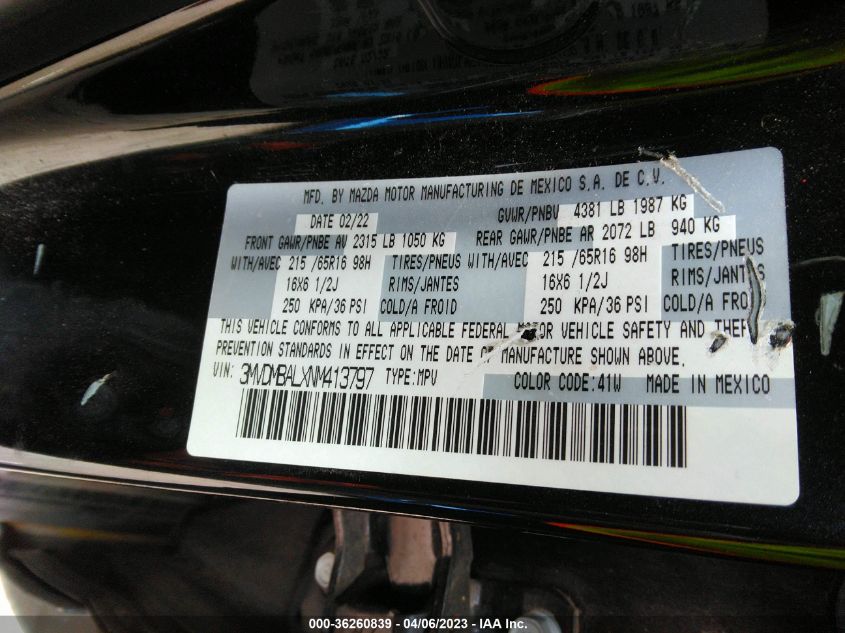 MFD. BY MAZDA MOTOR MANUFACTURING DE MEXICO S.A. DE C.V.
DATE 02/22 GVWR/PNBV 4381 LB 1987 KG
FRONT GAWR/PNBE AV 2315 LB 1050 KG REAR GAWR/PNBE AR 2072 LB 940 KG
WITH/AVEC 215 /65R16 98H TIRES/PNEUS WITH/AVEC 215 /65R16 98H TIRES/PNEUS
16X6 1/2J RIMS/JANTES 16X6 1/2J RIMS/JANTES
250 KPA/36 PSI COLD/A FROID 250 KPA/36 PSI COLD/A FROID
THIS VEHICLE CONFORMS TO ALL APPLICABLE FEDERAL MOTOR VEHICLE SAFETY AND THEFT
PREVENTION STANDARDS IN EFFECT ON THE DATE OF MANUFACTURE SHOWN ABOVE.
VIN: 3MVDMBALXNM413797 TYPE:MPV COLOR CODE:41W MADE IN MEXICO
000-36260839 - 04/06/2023 - IAA Inc.